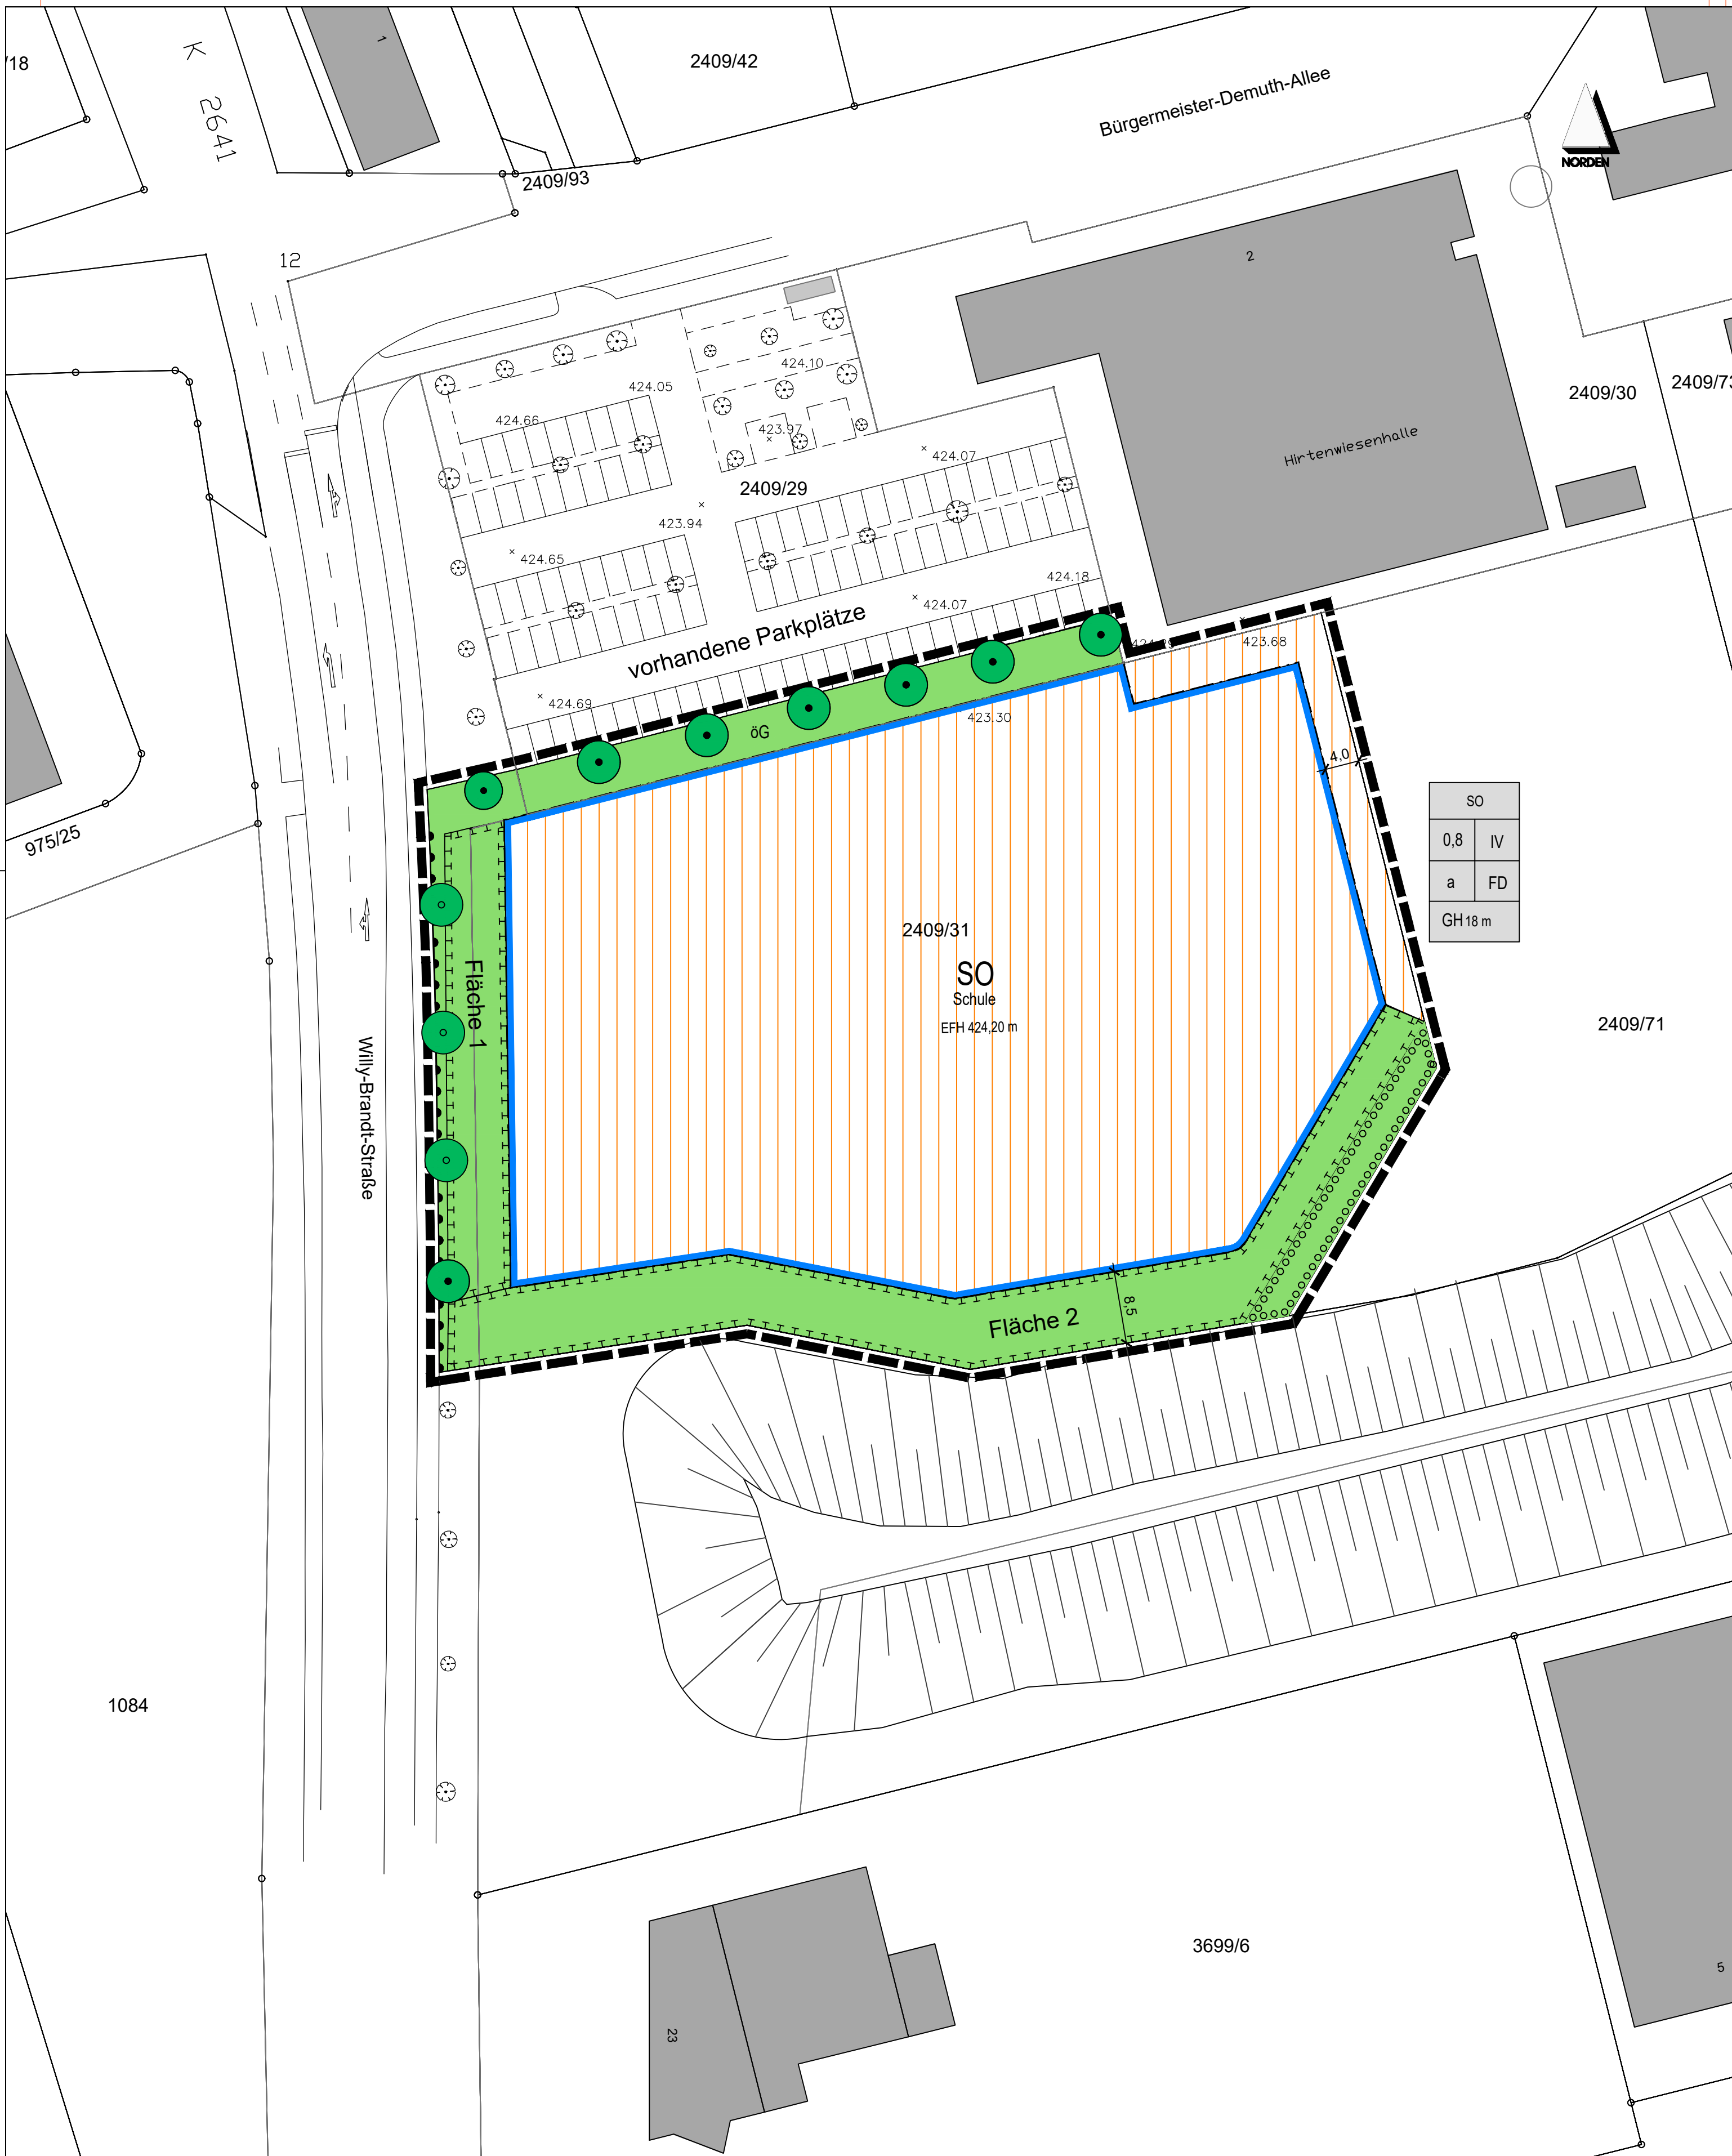 /18
K 2641
1
2409/42
Bürgermeister-Demuth-Allee
NORDEN
2409/93
12
2
424.10
424.05
424.66
423.97
2409/30
2409/73
Hirtenwiesenhalle
424.07
2409/29
423.94
424.65
424.18
424.07
vorhandene Parkplätze
423.68
424.69
423.30
öG
4,0
SO
0,8 IV
a FD
GH 18 m
975/25
2409/31
SO
Schule
EFH 424,20 m
Fläche 1
2409/71
Willy-Brandt-Straße
Fläche 2
8,5
1084
3699/6
5
23